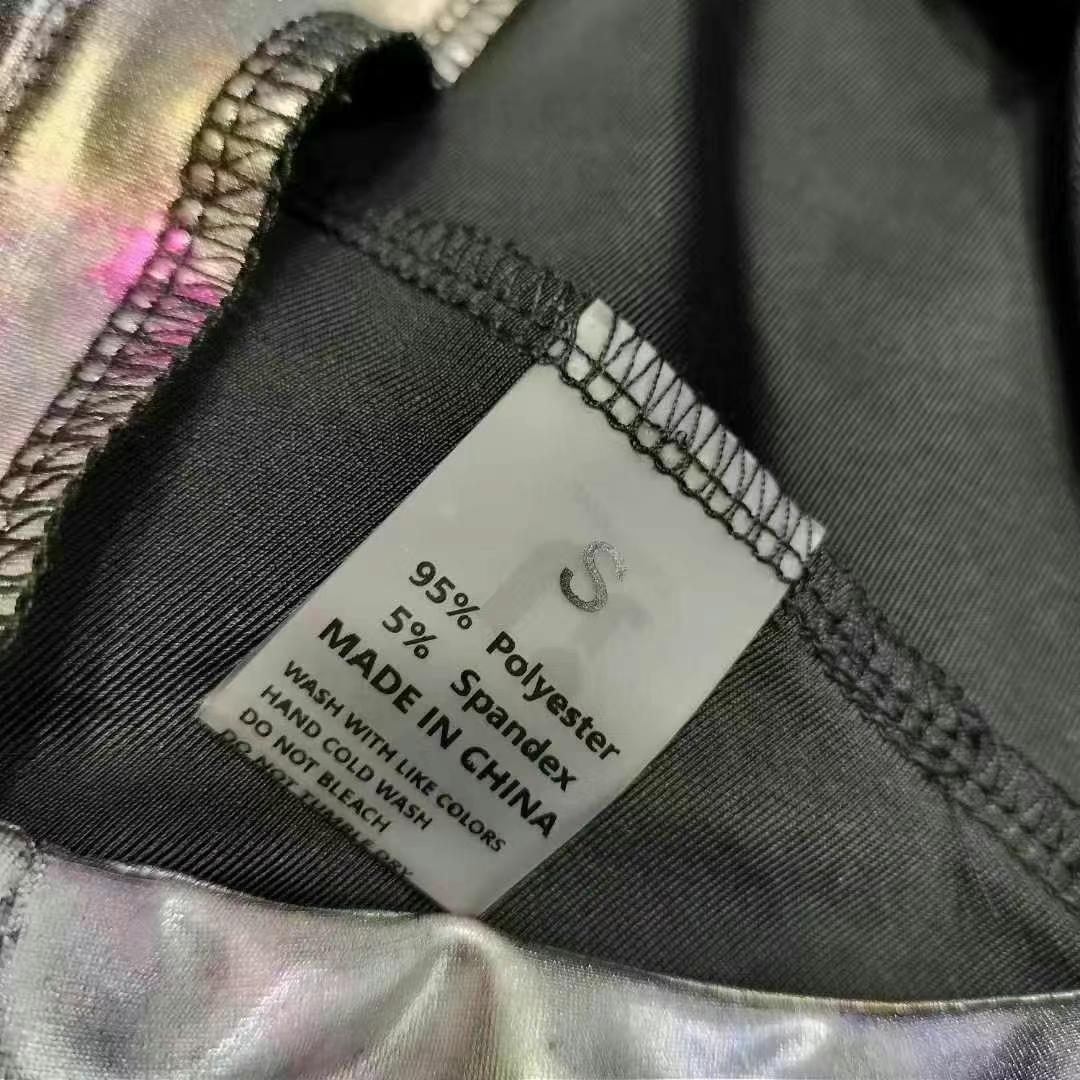 S
95% Polyester
5% Spandex
MADE IN CHINA
WASH WITH LIKE COLORS
HAND COLD WASH
DO NOT BLEACH
DO NOT TUMBLE DRY